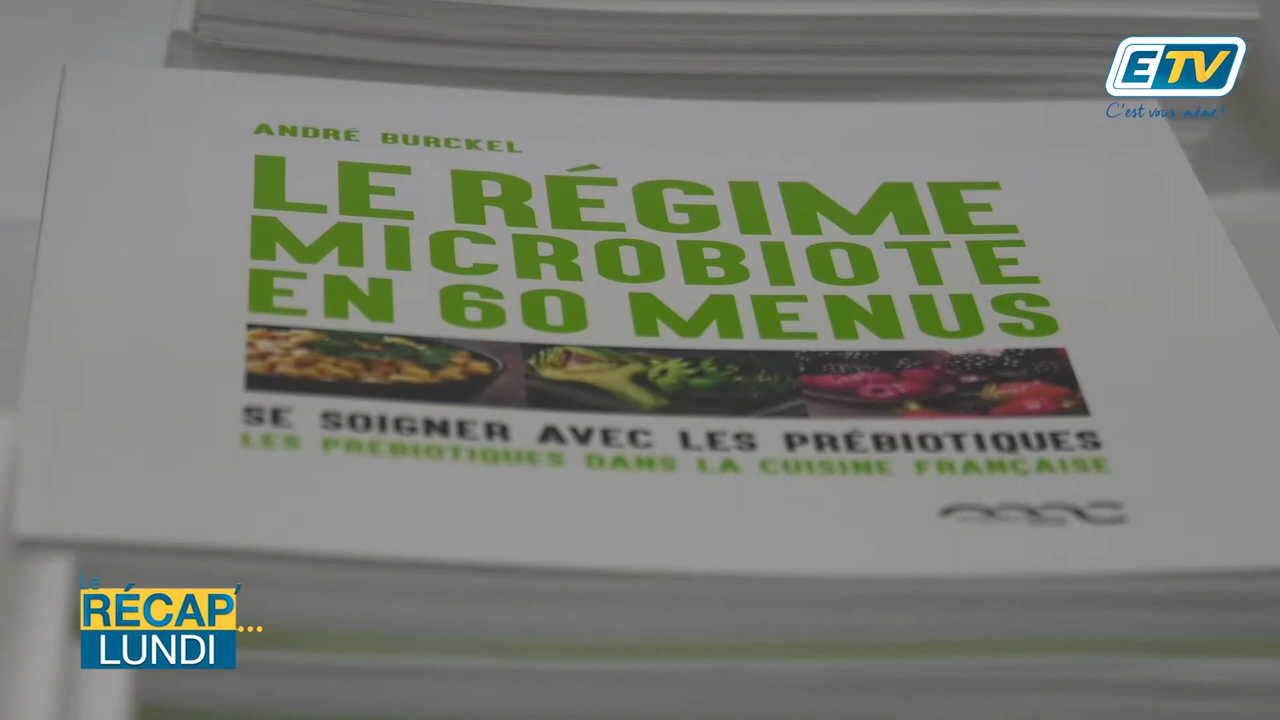 ETV
C'est vous même!
ANDRÉ BURCKEL
LE RÉGIME
MICROBIOTE
EN 60 MENUS
SE SOIGNER AVEC LES PRÉBIOTIQUES
LES PRÉBIOTIQUES DANS LA CUISINE FRANÇAISE
Le
RÉCAP'...
LUNDI